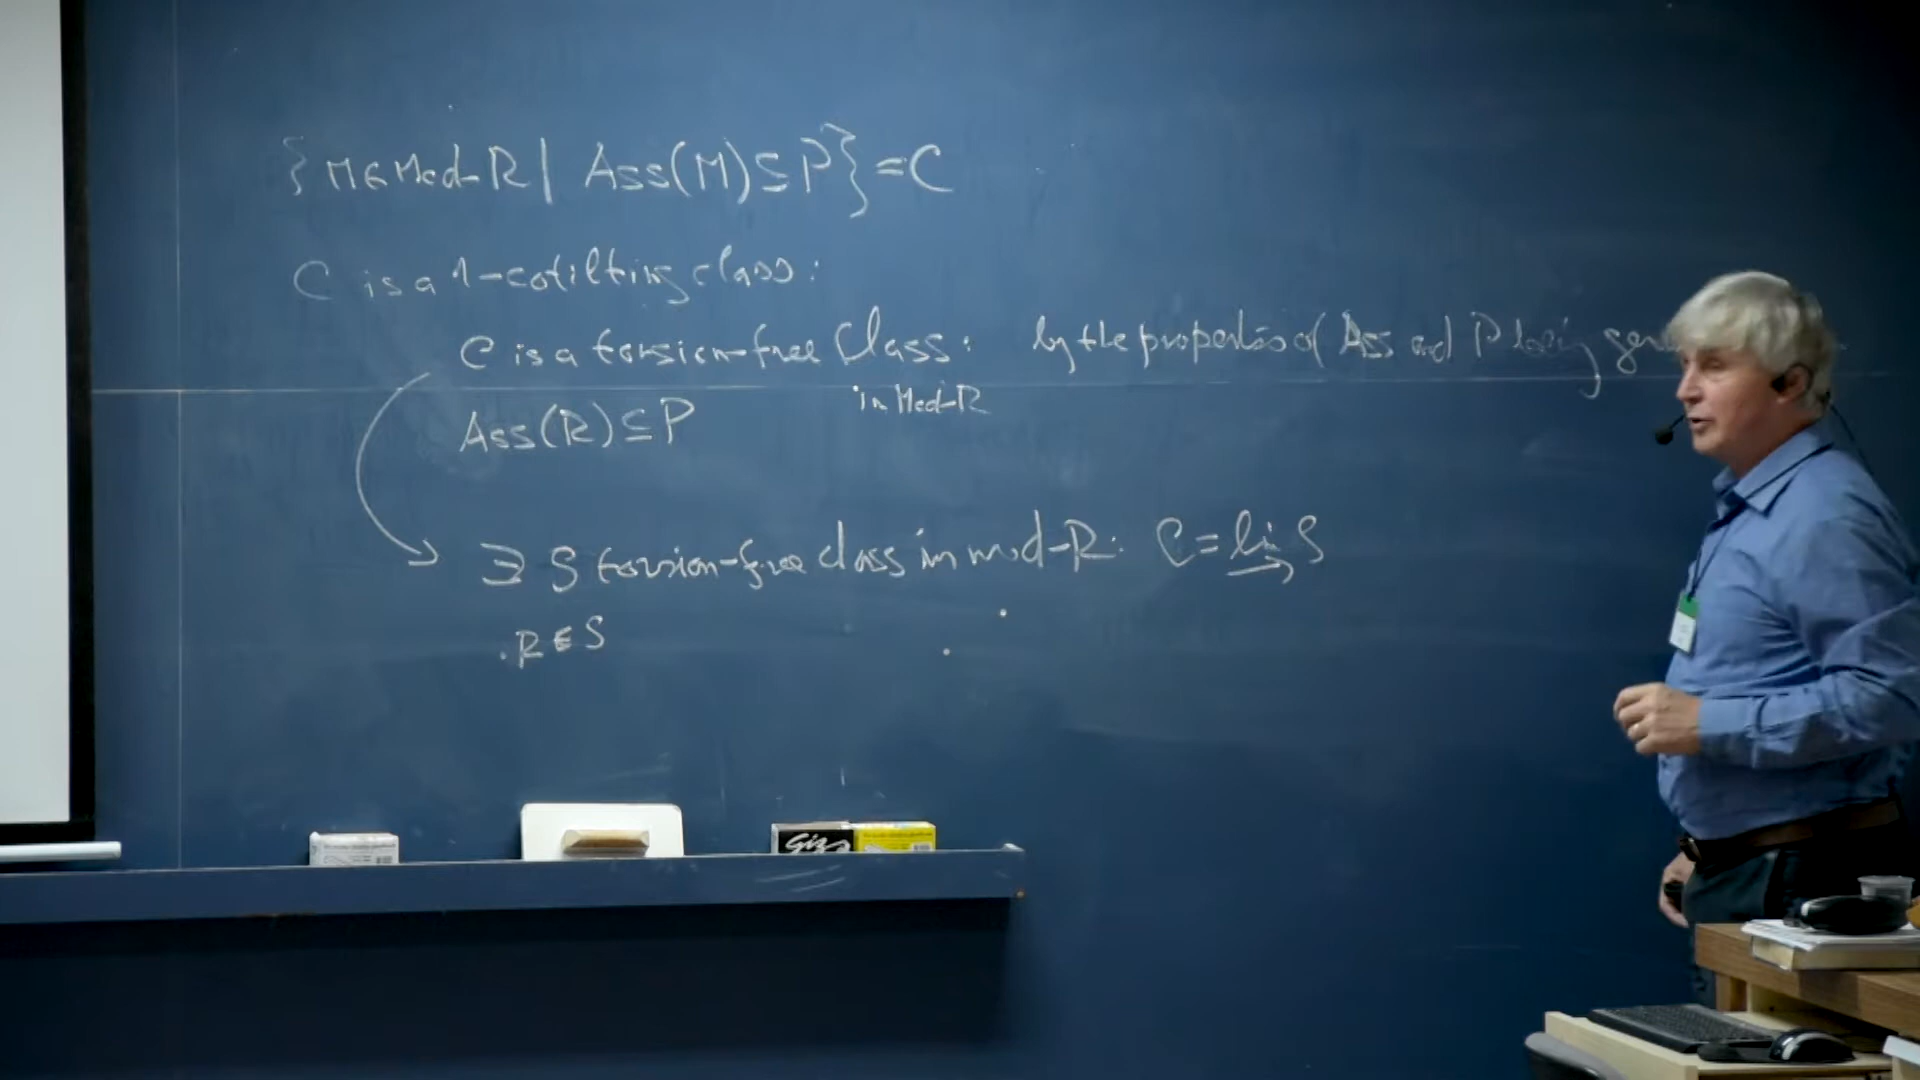 {M∈Mod-R | Ass(M)⊆P} = C
C is a 1-cotilting class:
C is a torsion-free class: by the properties of Ass and P being
in Mod-R
Ass(R)⊆P
∃ S torsion-free class in mod-R: C = lim→ S
. R∈S
Giz